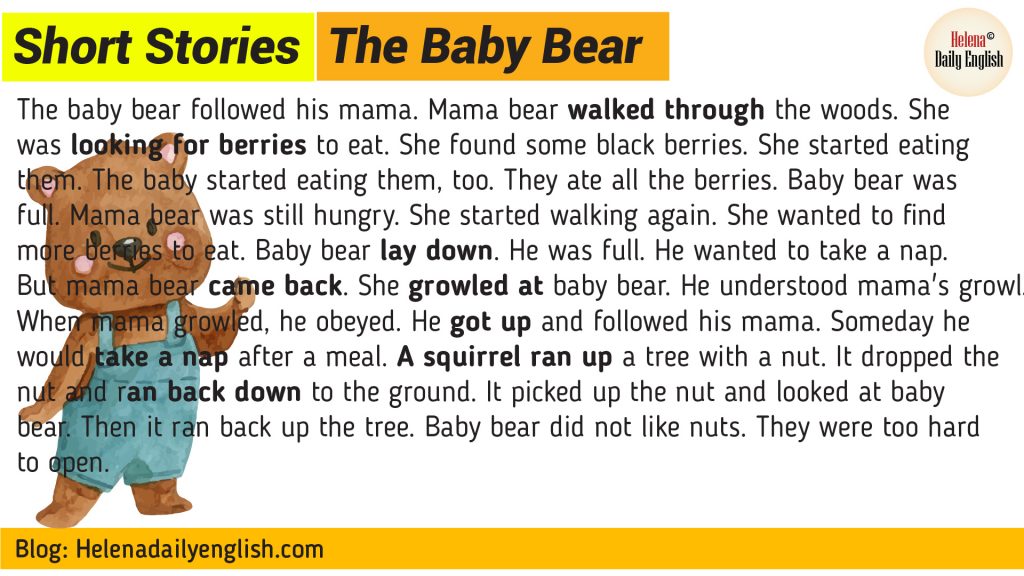 Short Stories The Baby Bear
Helena©
Daily English
The baby bear followed his mama. Mama bear walked through the woods. She
was looking for berries to eat. She found some black berries. She started eating
them. The baby started eating them, too. They ate all the berries. Baby bear was
full. Mama bear was still hungry. She started walking again. She wanted to find
more berries to eat. Baby bear lay down. He was full. He wanted to take a nap.
But mama bear came back. She growled at baby bear. He understood mama's growl.
When mama growled, he obeyed. He got up and followed his mama. Someday he
would take a nap after a meal. A squirrel ran up a tree with a nut. It dropped the
nut and ran back down to the ground. It picked up the nut and looked at baby
bear. Then it ran back up the tree. Baby bear did not like nuts. They were too hard
to open.
Blog: Helenadailyenglish.com